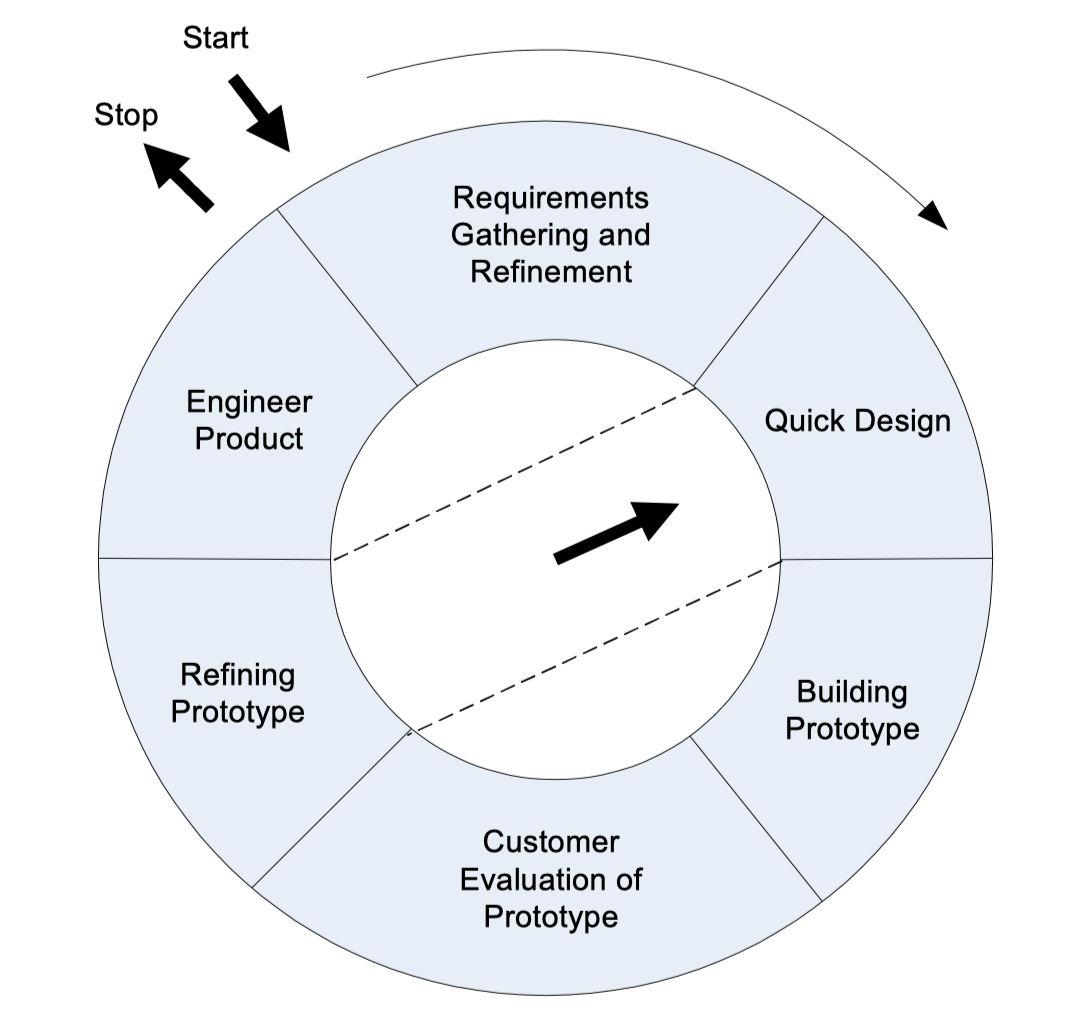 Start
Stop
Requirements
Gathering and
Refinement
Engineer
Product
Quick Design
Refining
Prototype
Building
Prototype
Customer
Evaluation of
Prototype